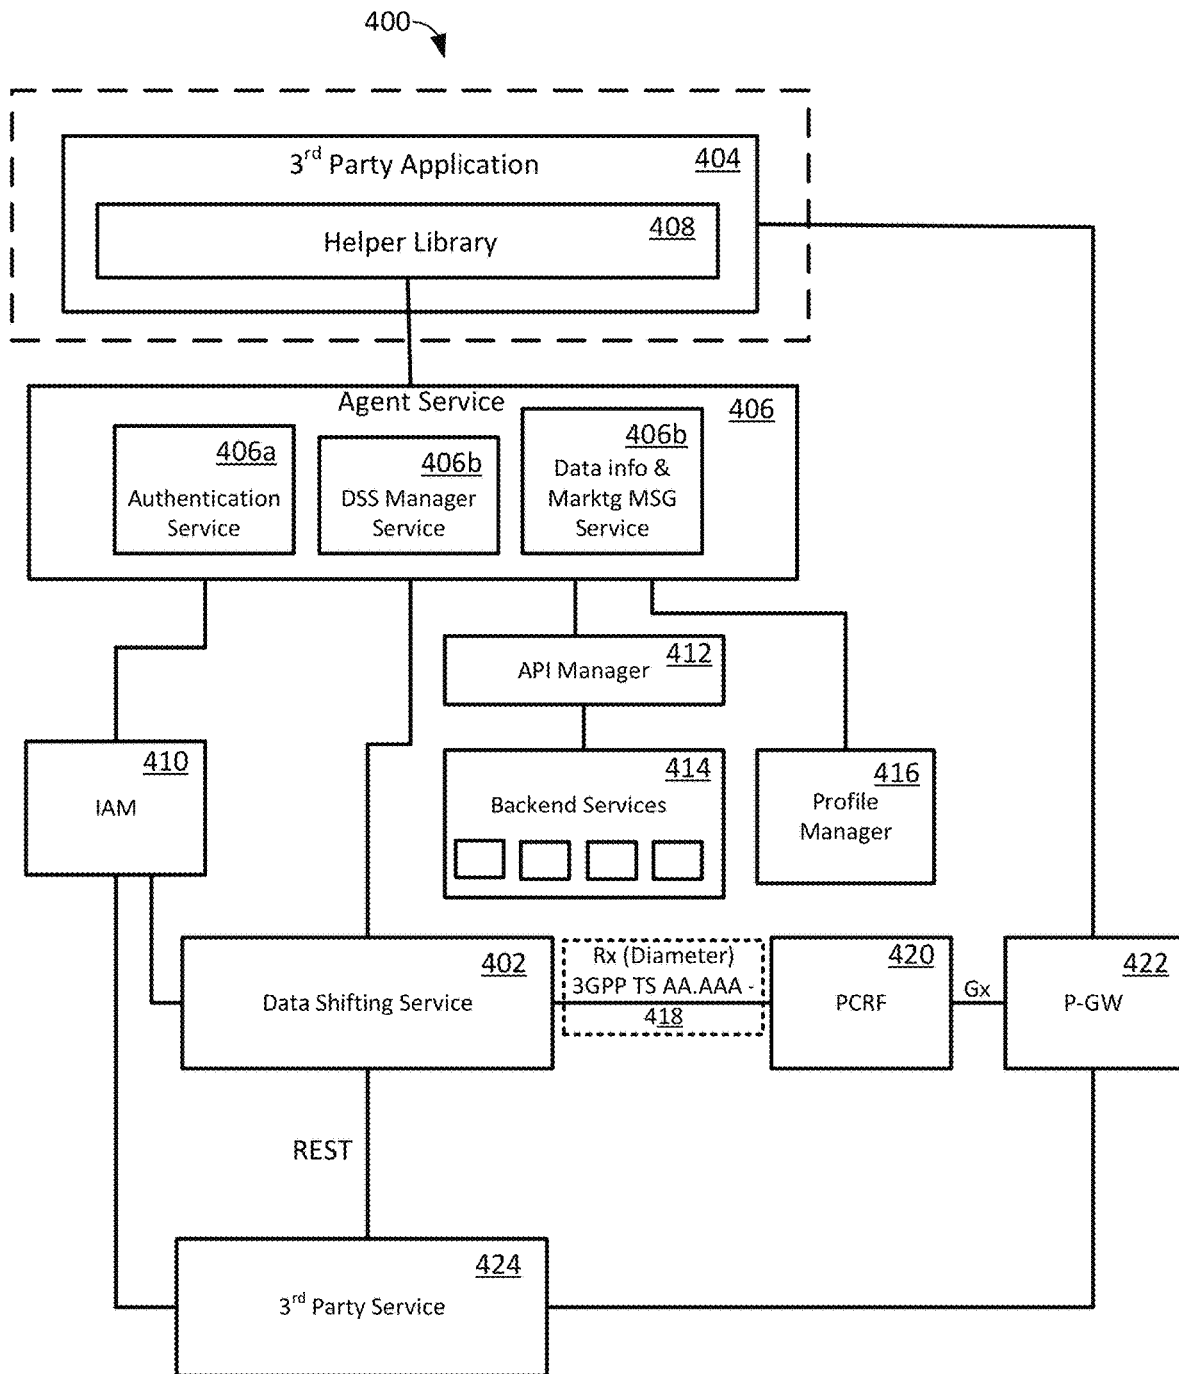 400
3rd Party Application 404
Helper Library 408
Agent Service 406
406a
Authentication
Service
406b
DSS Manager
Service
406b
Data info &
Marktg MSG
Service
API Manager 412
410
IAM
414
Backend Services
416
Profile
Manager
402
Data Shifting Service
Rx (Diameter)
3GPP TS AA.AAA -
418
420
PCRF
Gx
422
P-GW
REST
424
3rd Party Service